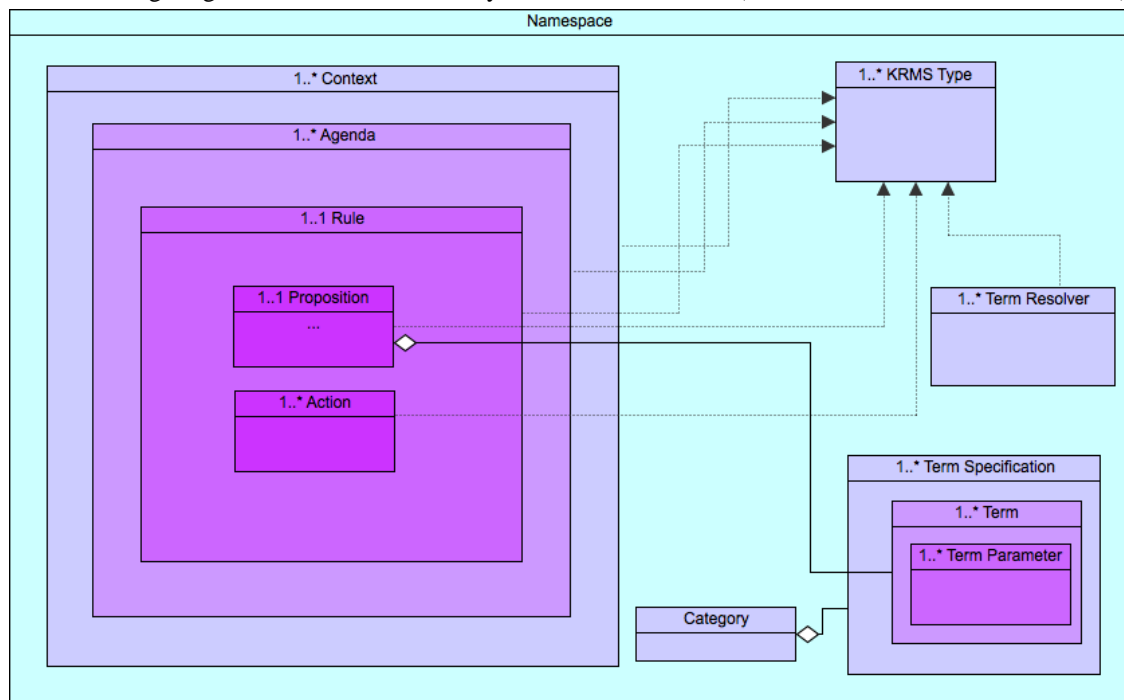 Namespace
1..* Context
1..* KRMS Type
1..* Agenda
1..1 Rule
1..1 Proposition
...
1..* Term Resolver
1..* Action
1..* Term Specification
1..* Term
1..* Term Parameter
Category